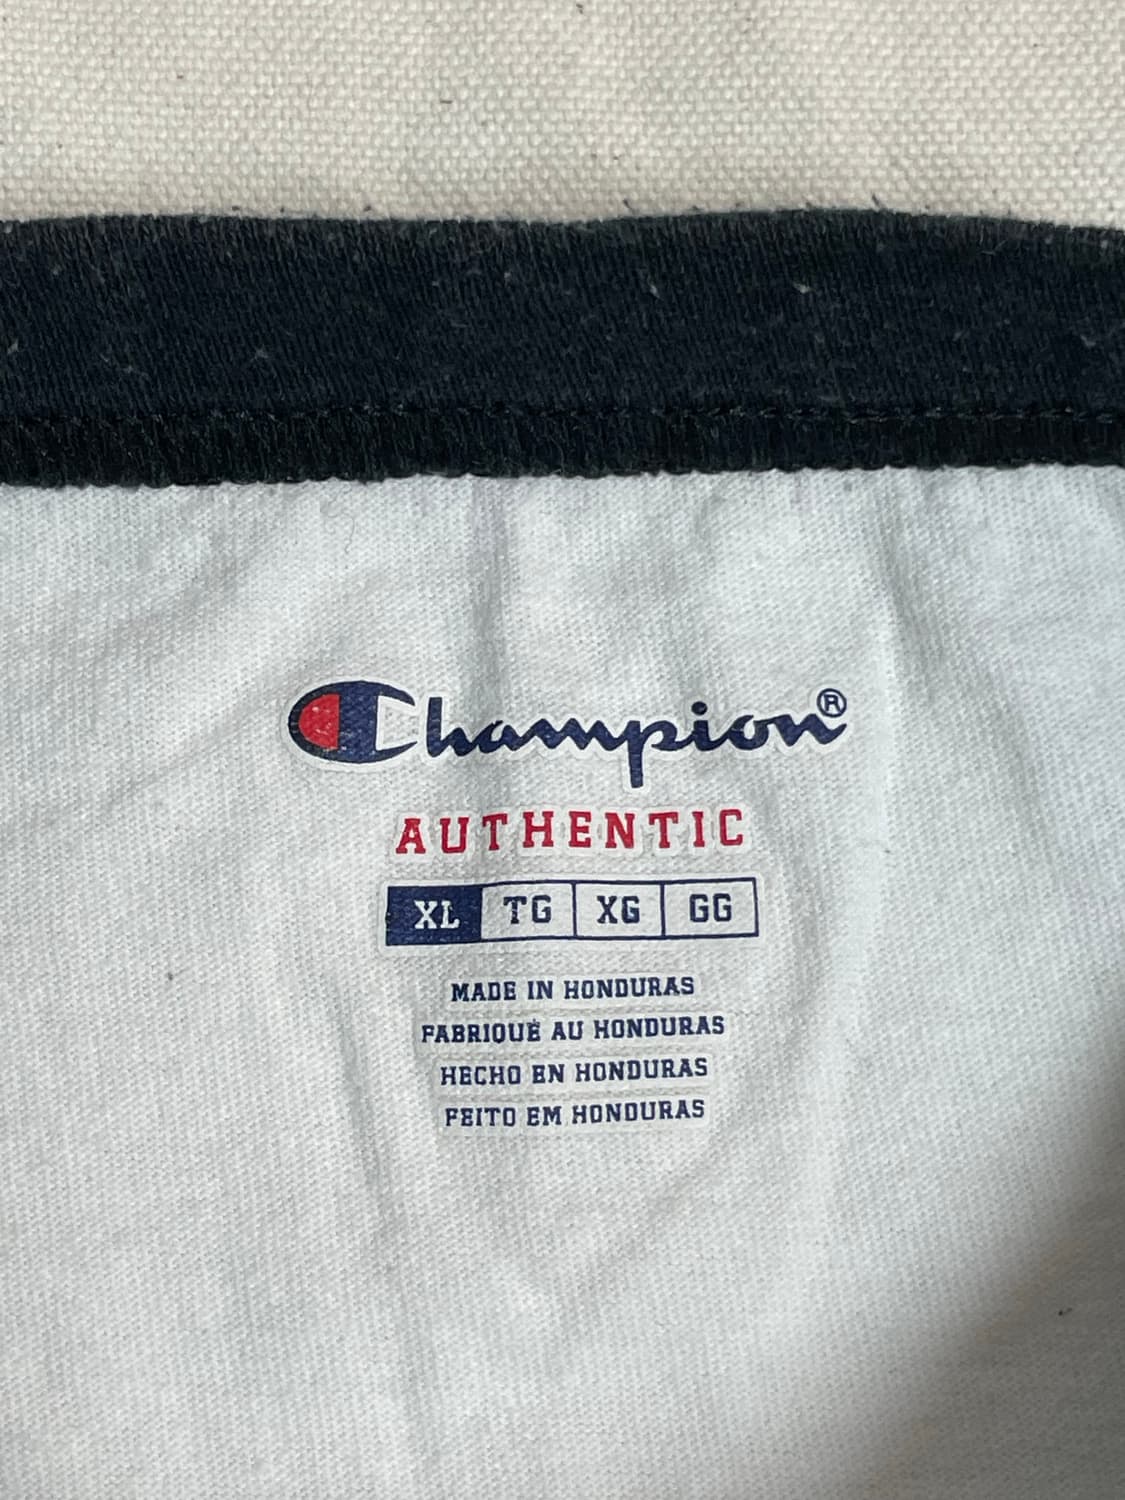 Champion®
AUTHENTIC
XL TG XG GG
MADE IN HONDURAS
FABRIQUÉ AU HONDURAS
HECHO EN HONDURAS
FEITO EM HONDURAS